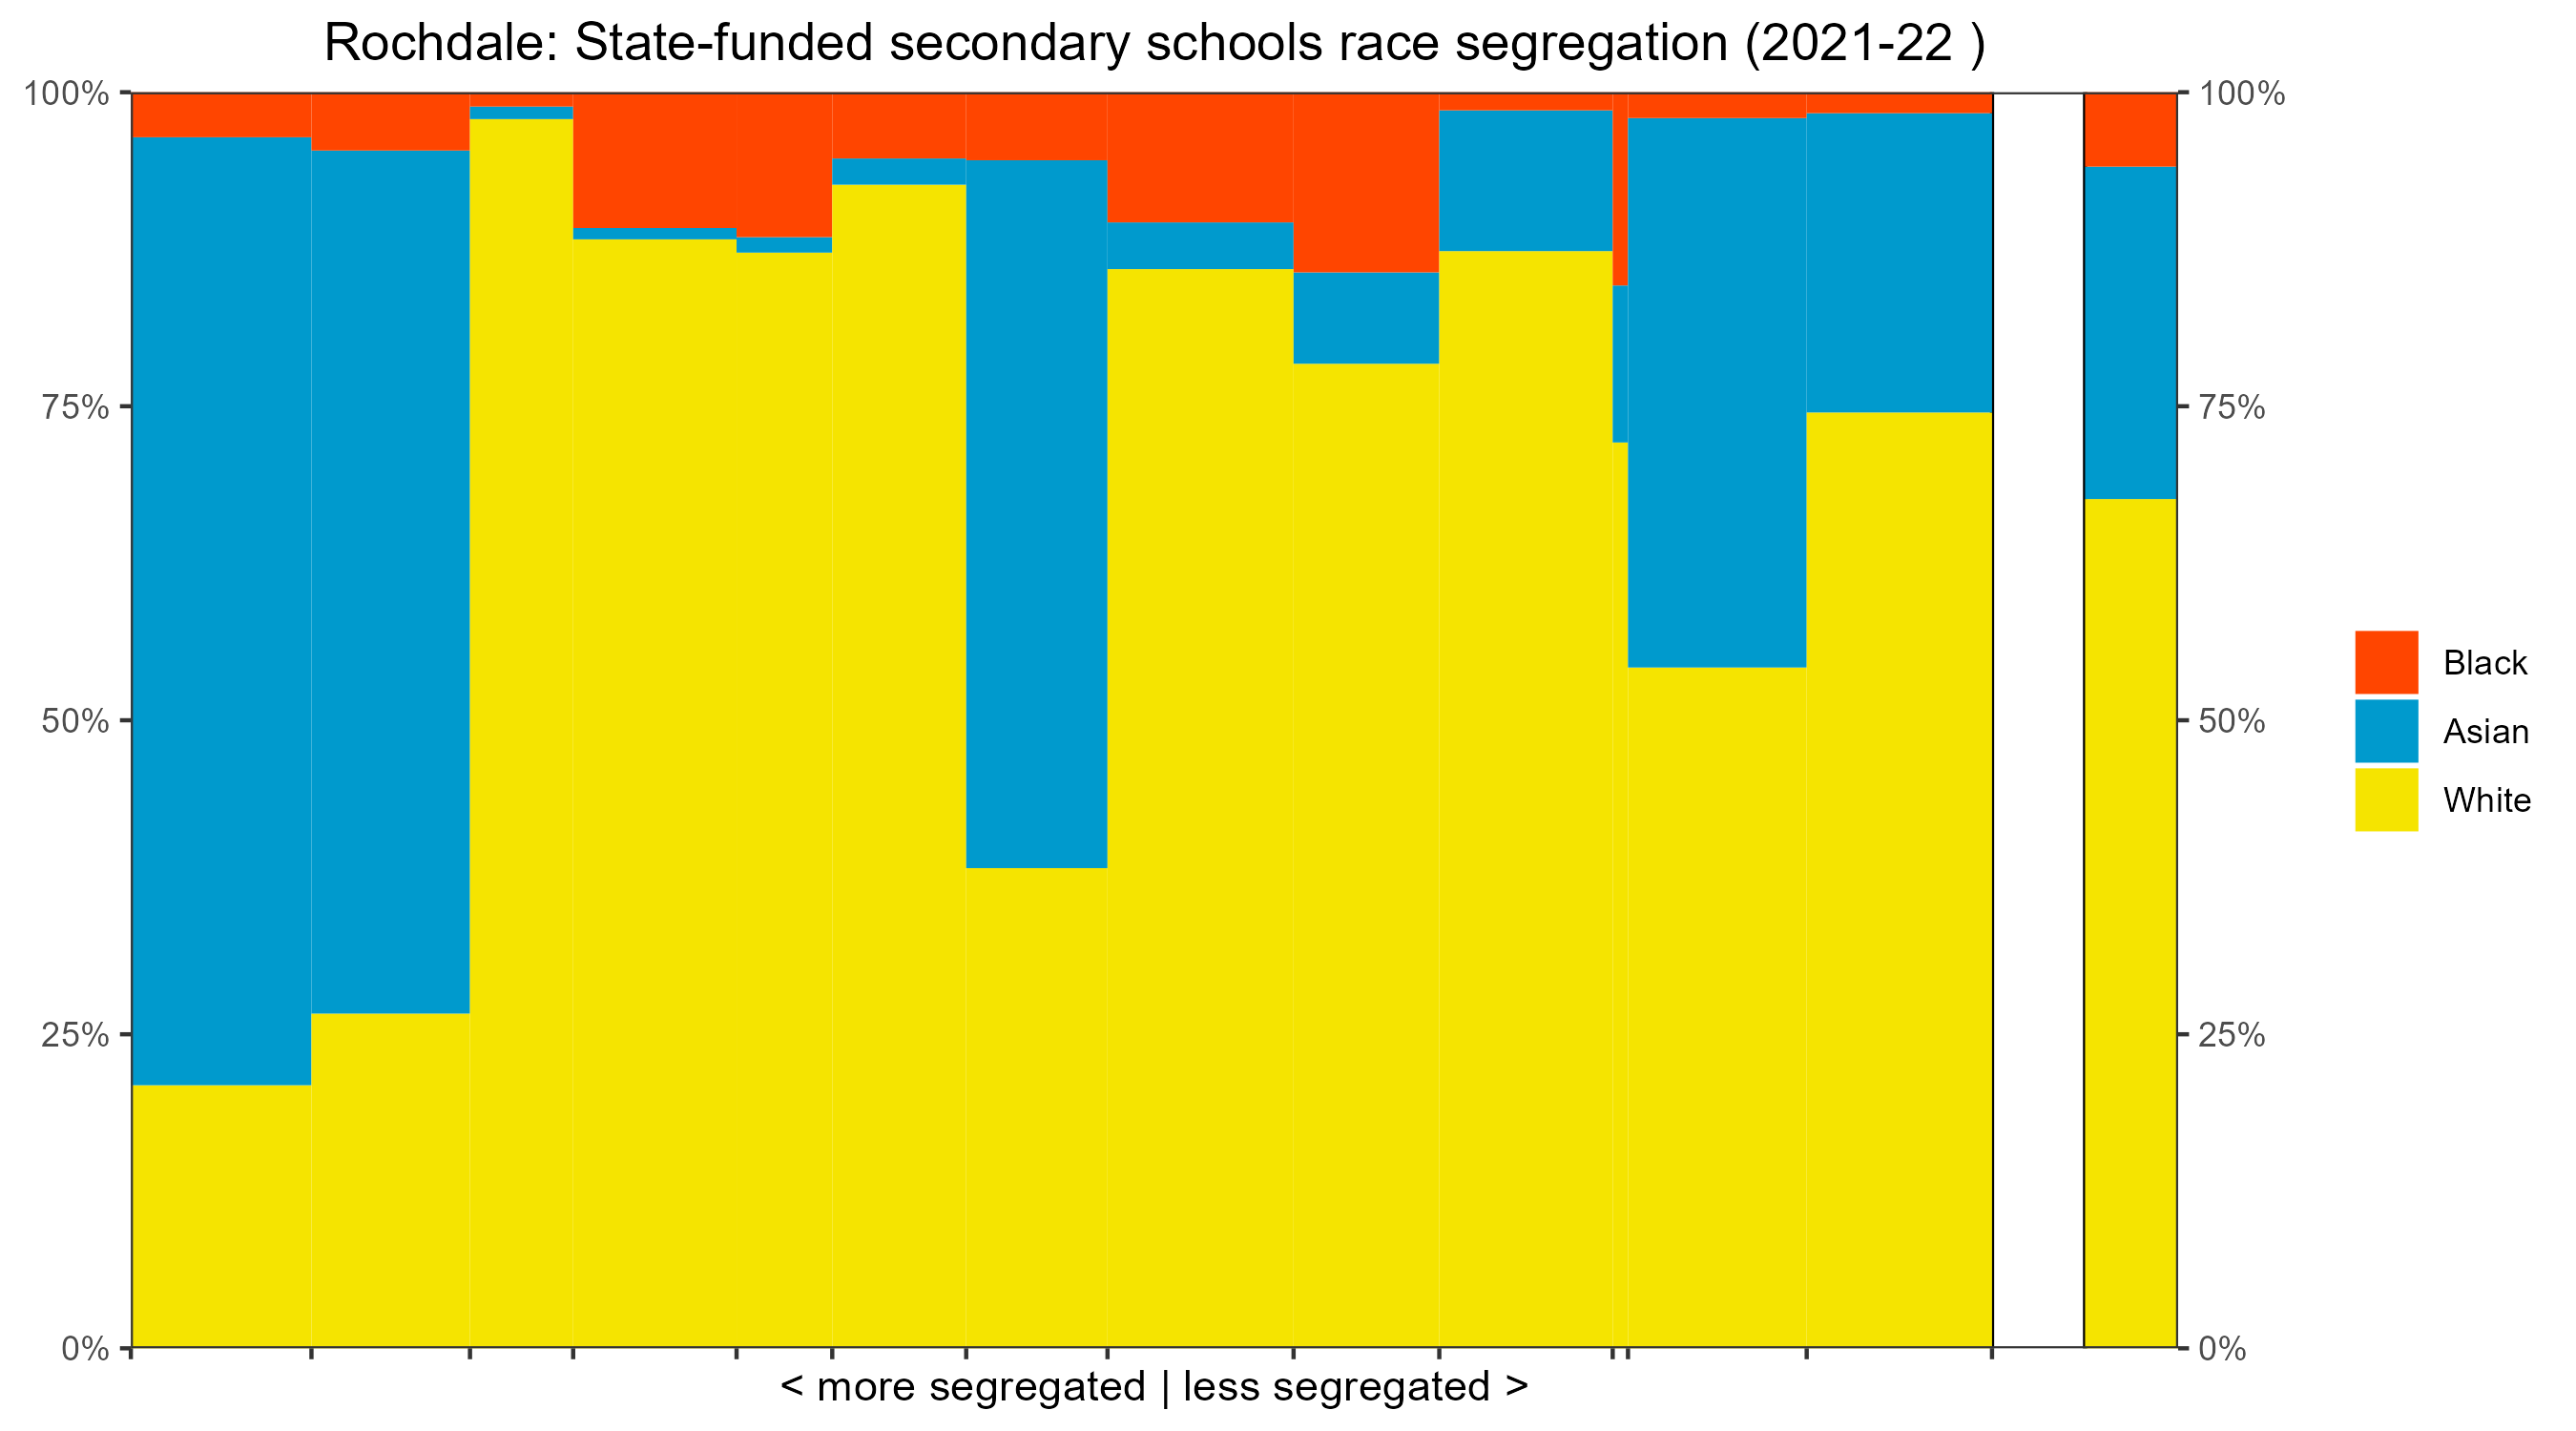 Rochdale: State-funded secondary schools race segregation (2021-22 )
100%
75%
50%
25%
0%
100%
75%
50%
25%
0%
Black
Asian
White
< more segregated | less segregated >